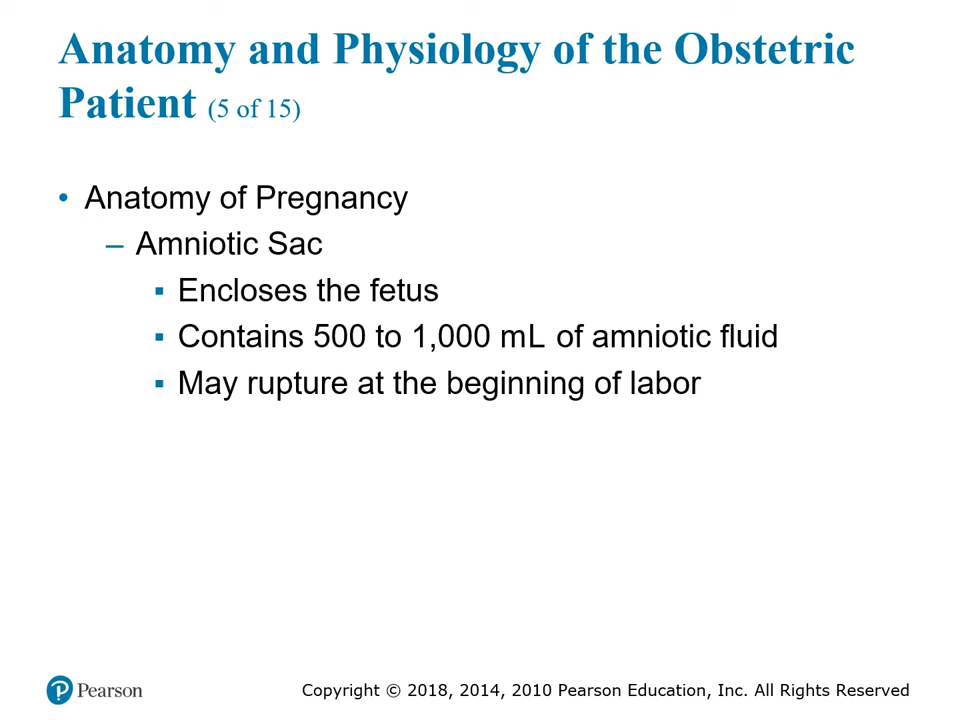 Anatomy and Physiology of the Obstetric
Patient (5 of 15)
• Anatomy of Pregnancy
– Amniotic Sac
▪ Encloses the fetus
▪ Contains 500 to 1,000 mL of amniotic fluid
▪ May rupture at the beginning of labor
Pearson
Copyright © 2018, 2014, 2010 Pearson Education, Inc. All Rights Reserved